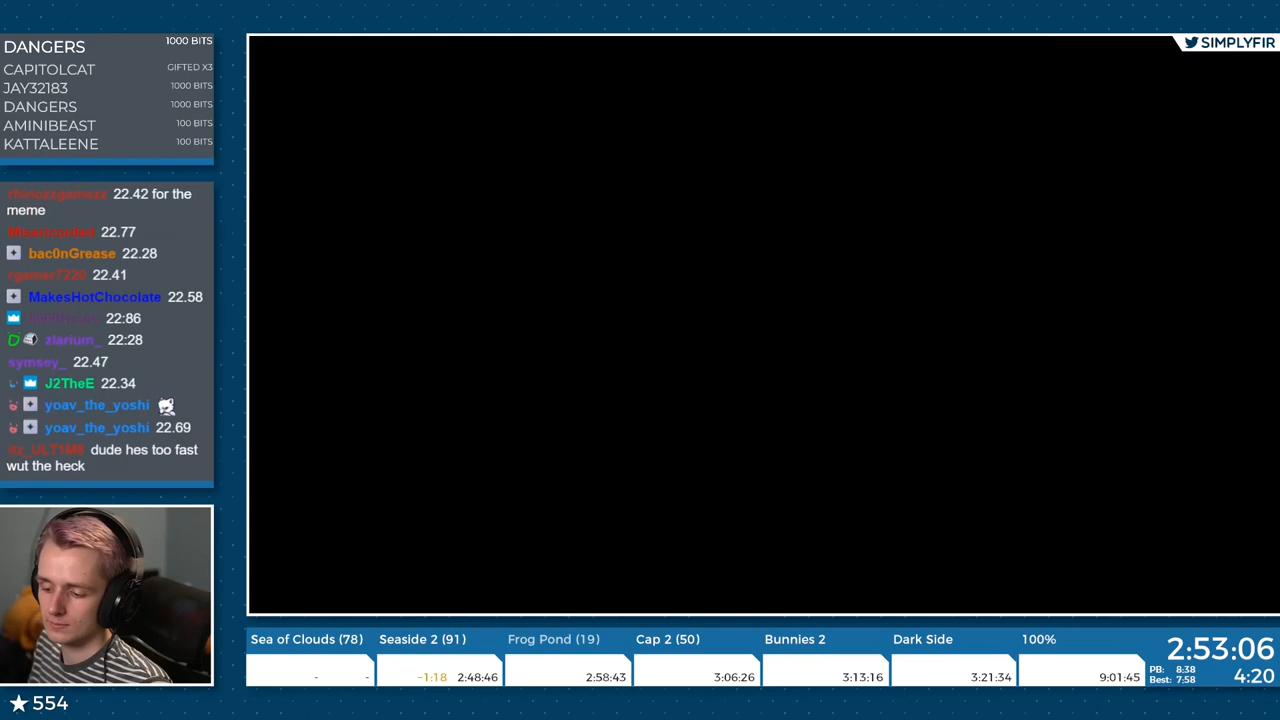 DANGERS 1000 BITS
CAPITOLCAT GIFTED X3
JAY32183 1000 BITS
DANGERS 1000 BITS
AMINIBEAST 100 BITS
KATTALEENE 100 BITS
22.42 for the
meme
22.77
bac0nGrease 22.28
22.41
MakesHotChocolate 22.58
22:86
zlarium_ 22:28
symsey_ 22.47
J2TheE 22.34
yoav_the_yoshi
yoav_the_yoshi 22.69
dude hes too fast
wut the heck
554
SIMPLYFIR
Sea of Clouds (78) Seaside 2 (91) Frog Pond (19) Cap 2 (50) Bunnies 2 Dark Side 100%
- - -1:18 2:48:46 2:58:43 3:06:26 3:13:16 3:21:34 9:01:45
2:53:06
PB: 8:38
Best: 7:58
4:20